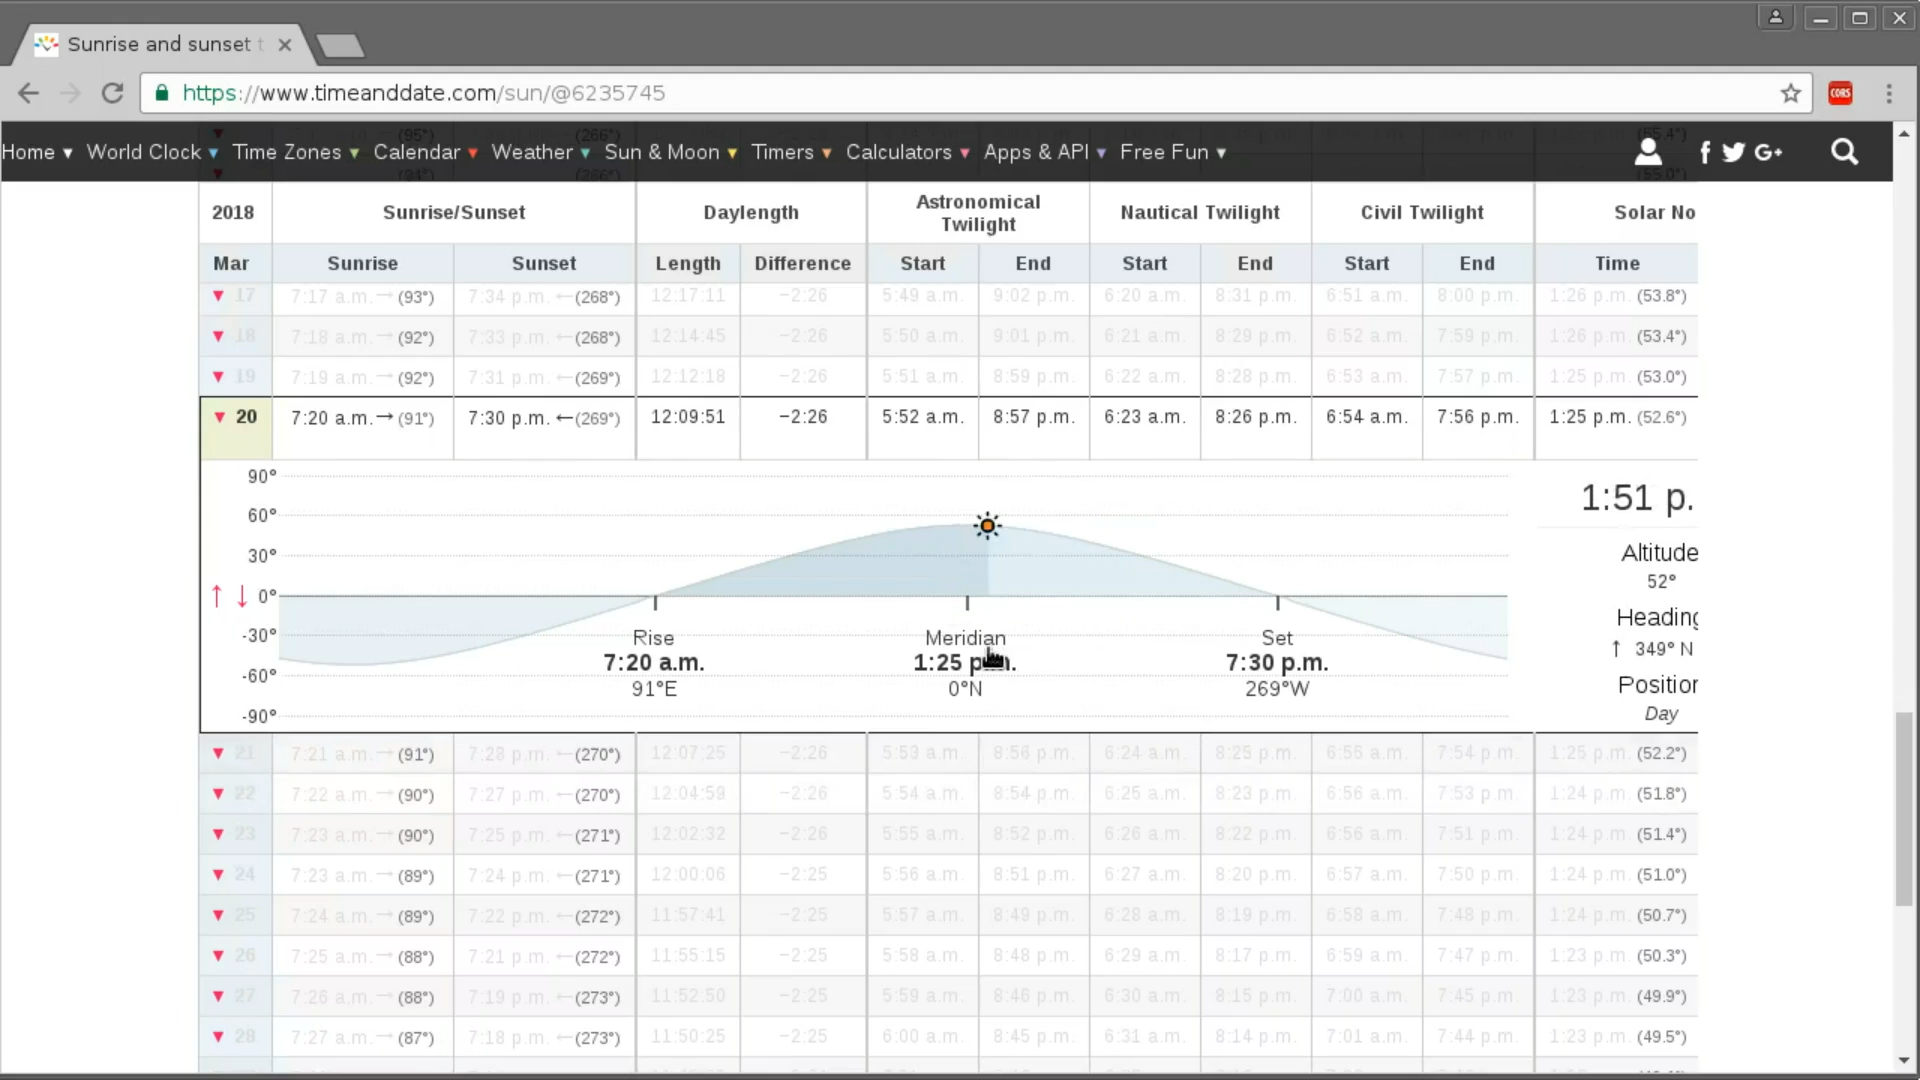 Sunrise and sunset t
https://www.timeanddate.com/sun/@6235745
CORS
Home World Clock Time Zones Calendar Weather Sun & Moon Timers Calculators Apps & API Free Fun G+
2018 Sunrise/Sunset Daylength Astronomical Twilight Nautical Twilight Civil Twilight Solar No
Mar Sunrise Sunset Length Difference Start End Start End Start End Time
17 7:17 a.m. (93°) 7:34 p.m. (268°) 12:17:11 −2:26 5:49 a.m. 9:02 p.m. 6:20 a.m. 8:31 p.m. 6:51 a.m. 8:00 p.m. 1:26 p.m. (53.8°)
18 7:18 a.m. (92°) 7:33 p.m. (268°) 12:14:45 −2:26 5:50 a.m. 9:01 p.m. 6:21 a.m. 8:29 p.m. 6:52 a.m. 7:59 p.m. 1:26 p.m. (53.4°)
19 7:19 a.m. (92°) 7:31 p.m. (269°) 12:12:18 −2:26 5:51 a.m. 8:59 p.m. 6:22 a.m. 8:28 p.m. 6:53 a.m. 7:57 p.m. 1:25 p.m. (53.0°)
20 7:20 a.m. → (91°) 7:30 p.m. ← (269°) 12:09:51 −2:26 5:52 a.m. 8:57 p.m. 6:23 a.m. 8:26 p.m. 6:54 a.m. 7:56 p.m. 1:25 p.m. (52.6°)
90°
60°
30°
0°
-30°
-60°
-90°
Rise
7:20 a.m.
91°E
Meridian
1:25 p.m.
0°N
Set
7:30 p.m.
269°W
1:51 p.
Altitude
52°
Heading
↑ 349° N
Position
Day
21 7:21 a.m. (91°) 7:28 p.m. (270°) 12:07:25 −2:26 5:53 a.m. 8:56 p.m. 6:24 a.m. 8:25 p.m. 6:55 a.m. 7:54 p.m. 1:25 p.m. (52.2°)
22 7:22 a.m. (90°) 7:27 p.m. (270°) 12:04:59 −2:26 5:54 a.m. 8:54 p.m. 6:25 a.m. 8:23 p.m. 6:56 a.m. 7:53 p.m. 1:24 p.m. (51.8°)
23 7:23 a.m. (90°) 7:25 p.m. (271°) 12:02:32 −2:26 5:55 a.m. 8:52 p.m. 6:26 a.m. 8:22 p.m. 6:56 a.m. 7:51 p.m. 1:24 p.m. (51.4°)
24 7:23 a.m. (89°) 7:24 p.m. (271°) 12:00:06 −2:25 5:56 a.m. 8:51 p.m. 6:27 a.m. 8:20 p.m. 6:57 a.m. 7:50 p.m. 1:24 p.m. (51.0°)
25 7:24 a.m. (89°) 7:22 p.m. (272°) 11:57:41 −2:25 5:57 a.m. 8:49 p.m. 6:28 a.m. 8:19 p.m. 6:58 a.m. 7:48 p.m. 1:24 p.m. (50.7°)
26 7:25 a.m. (88°) 7:21 p.m. (272°) 11:55:15 −2:25 5:58 a.m. 8:48 p.m. 6:29 a.m. 8:17 p.m. 6:59 a.m. 7:47 p.m. 1:23 p.m. (50.3°)
27 7:26 a.m. (88°) 7:19 p.m. (273°) 11:52:50 −2:25 5:59 a.m. 8:46 p.m. 6:30 a.m. 8:15 p.m. 7:00 a.m. 7:45 p.m. 1:23 p.m. (49.9°)
28 7:27 a.m. (87°) 7:18 p.m. (273°) 11:50:25 −2:25 6:00 a.m. 8:45 p.m. 6:31 a.m. 8:14 p.m. 7:01 a.m. 7:44 p.m. 1:23 p.m. (49.5°)